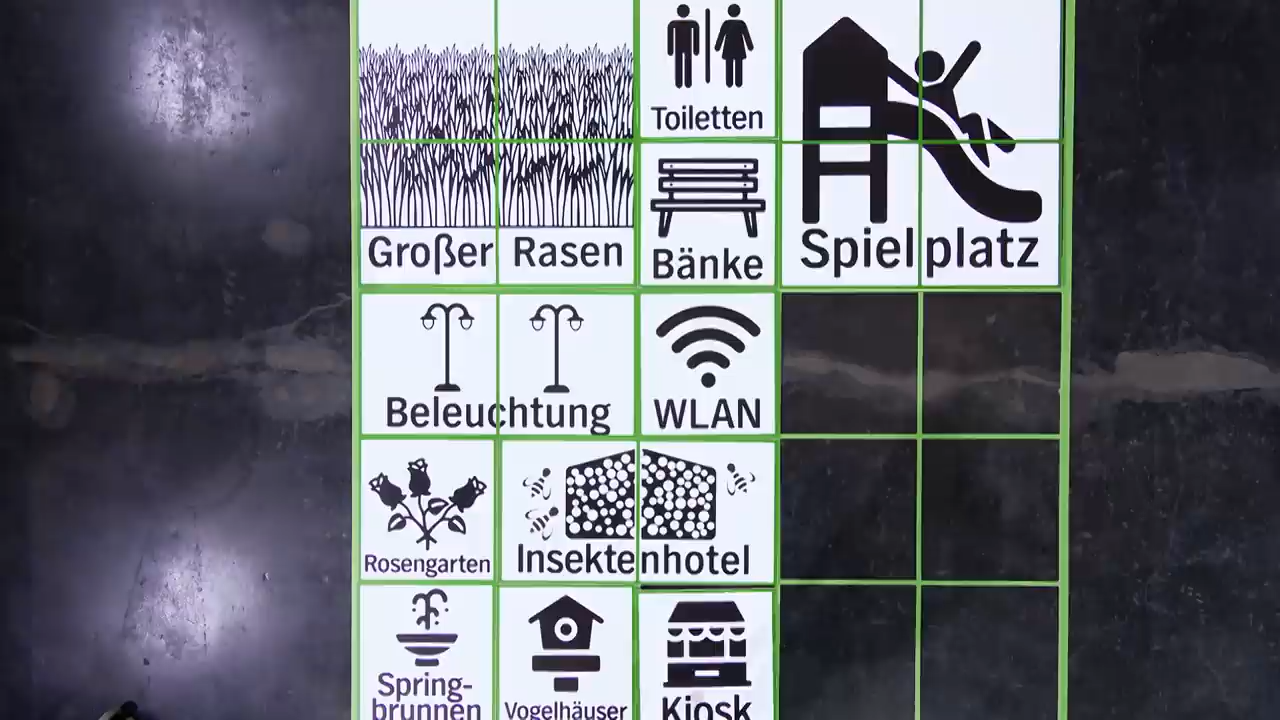 Toiletten
Großer Rasen
Bänke
Spielplatz
Beleuchtung
WLAN
Rosengarten
Insektenhotel
Spring-
brunnen
Vogelhäuser
Kiosk